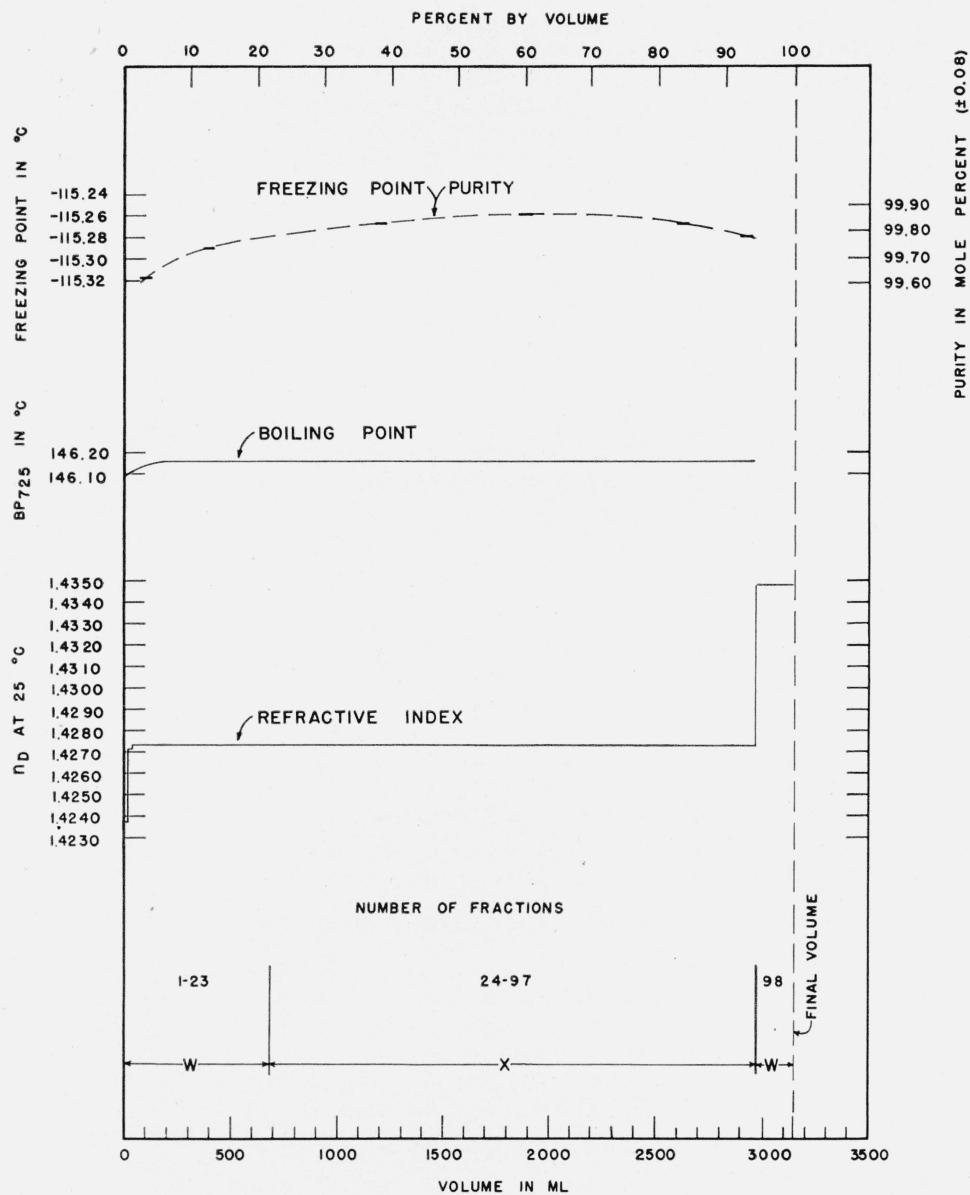 PERCENT BY VOLUME
0 10 20 30 40 50 60 70 80 90 100
FREEZING POINT IN °C
-115.24
-115.26
-115.28
-115.30
-115.32
FREEZING POINT PURITY
99.90
99.80
99.70
99.60
PURITY IN MOLE PERCENT (±0.08)
BP725 IN °C
146.20
146.10
BOILING POINT
nD AT 25 °C
1.4350
1.4340
1.4330
1.4320
1.4310
1.4300
1.4290
1.4280
1.4270
1.4260
1.4250
1.4240
1.4230
REFRACTIVE INDEX
NUMBER OF FRACTIONS
1-23 24-97 98
FINAL VOLUME
W X W
0 500 1000 1500 2000 2500 3000 3500
VOLUME IN ML